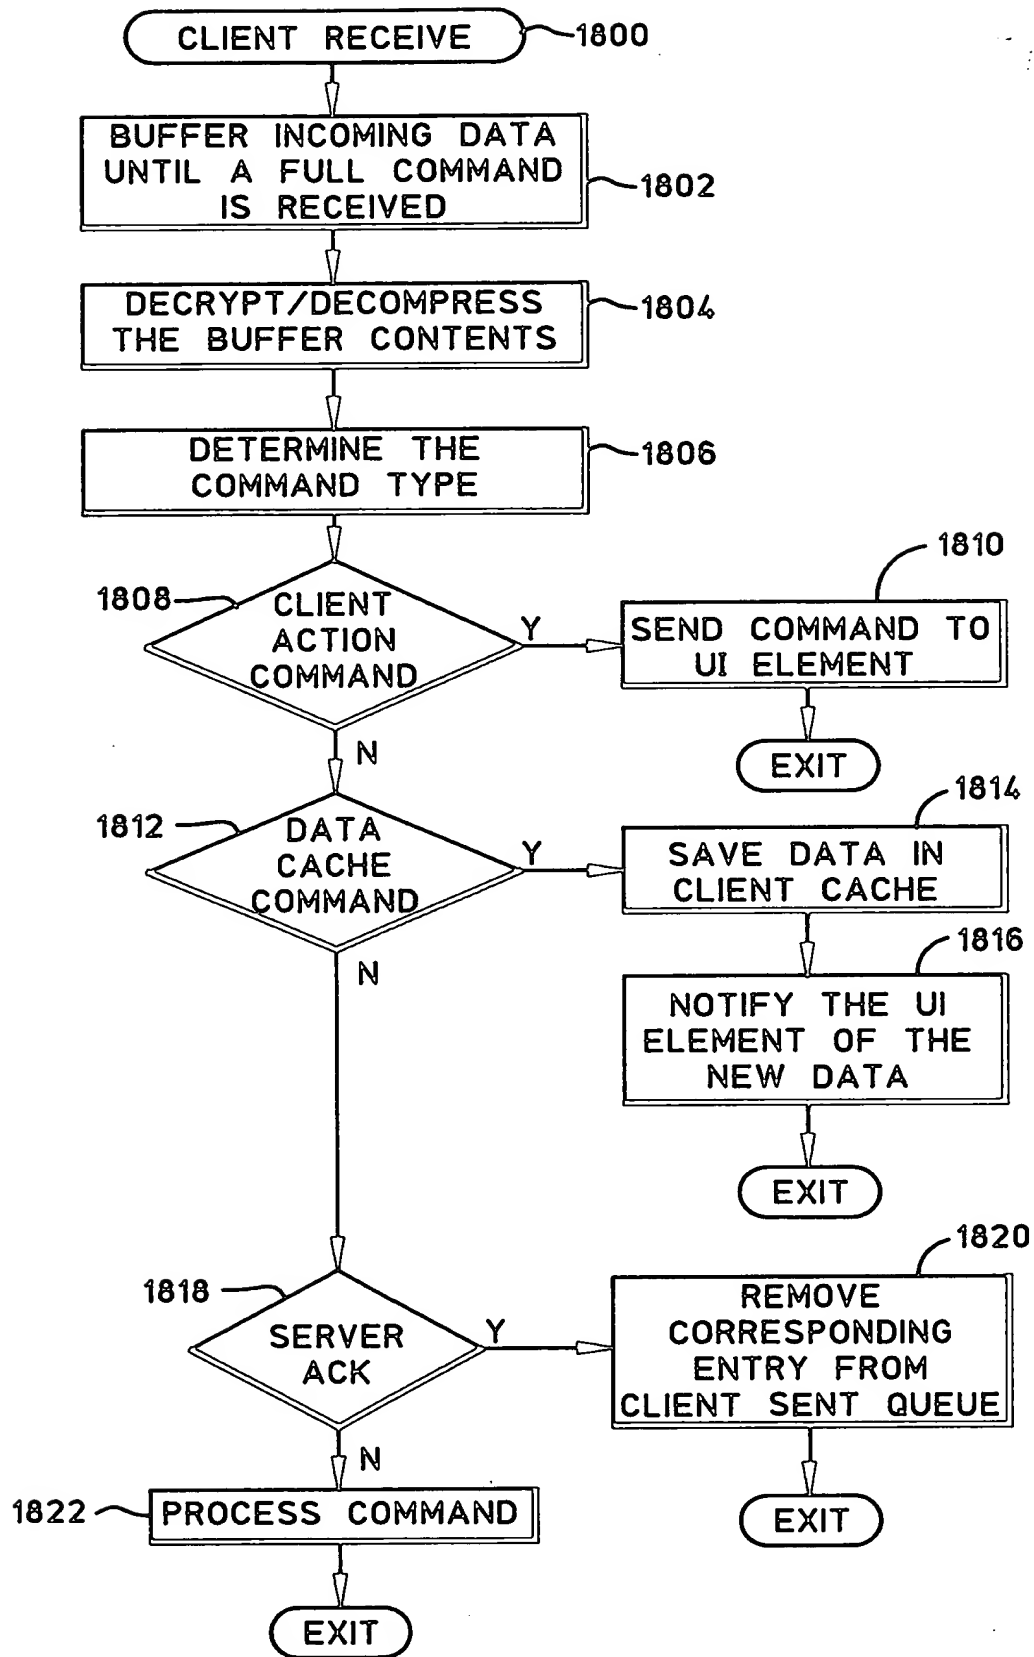 CLIENT RECEIVE
1800
BUFFER INCOMING DATA
UNTIL A FULL COMMAND
IS RECEIVED
1802
DECRYPT/DECOMPRESS
THE BUFFER CONTENTS
1804
DETERMINE THE
COMMAND TYPE
1806
1808
CLIENT
ACTION
COMMAND
Y
N
1810
SEND COMMAND TO
UI ELEMENT
EXIT
1812
DATA
CACHE
COMMAND
Y
N
1814
SAVE DATA IN
CLIENT CACHE
1816
NOTIFY THE UI
ELEMENT OF THE
NEW DATA
EXIT
1818
SERVER
ACK
Y
N
1820
REMOVE
CORRESPONDING
ENTRY FROM
CLIENT SENT QUEUE
EXIT
1822
PROCESS COMMAND
EXIT